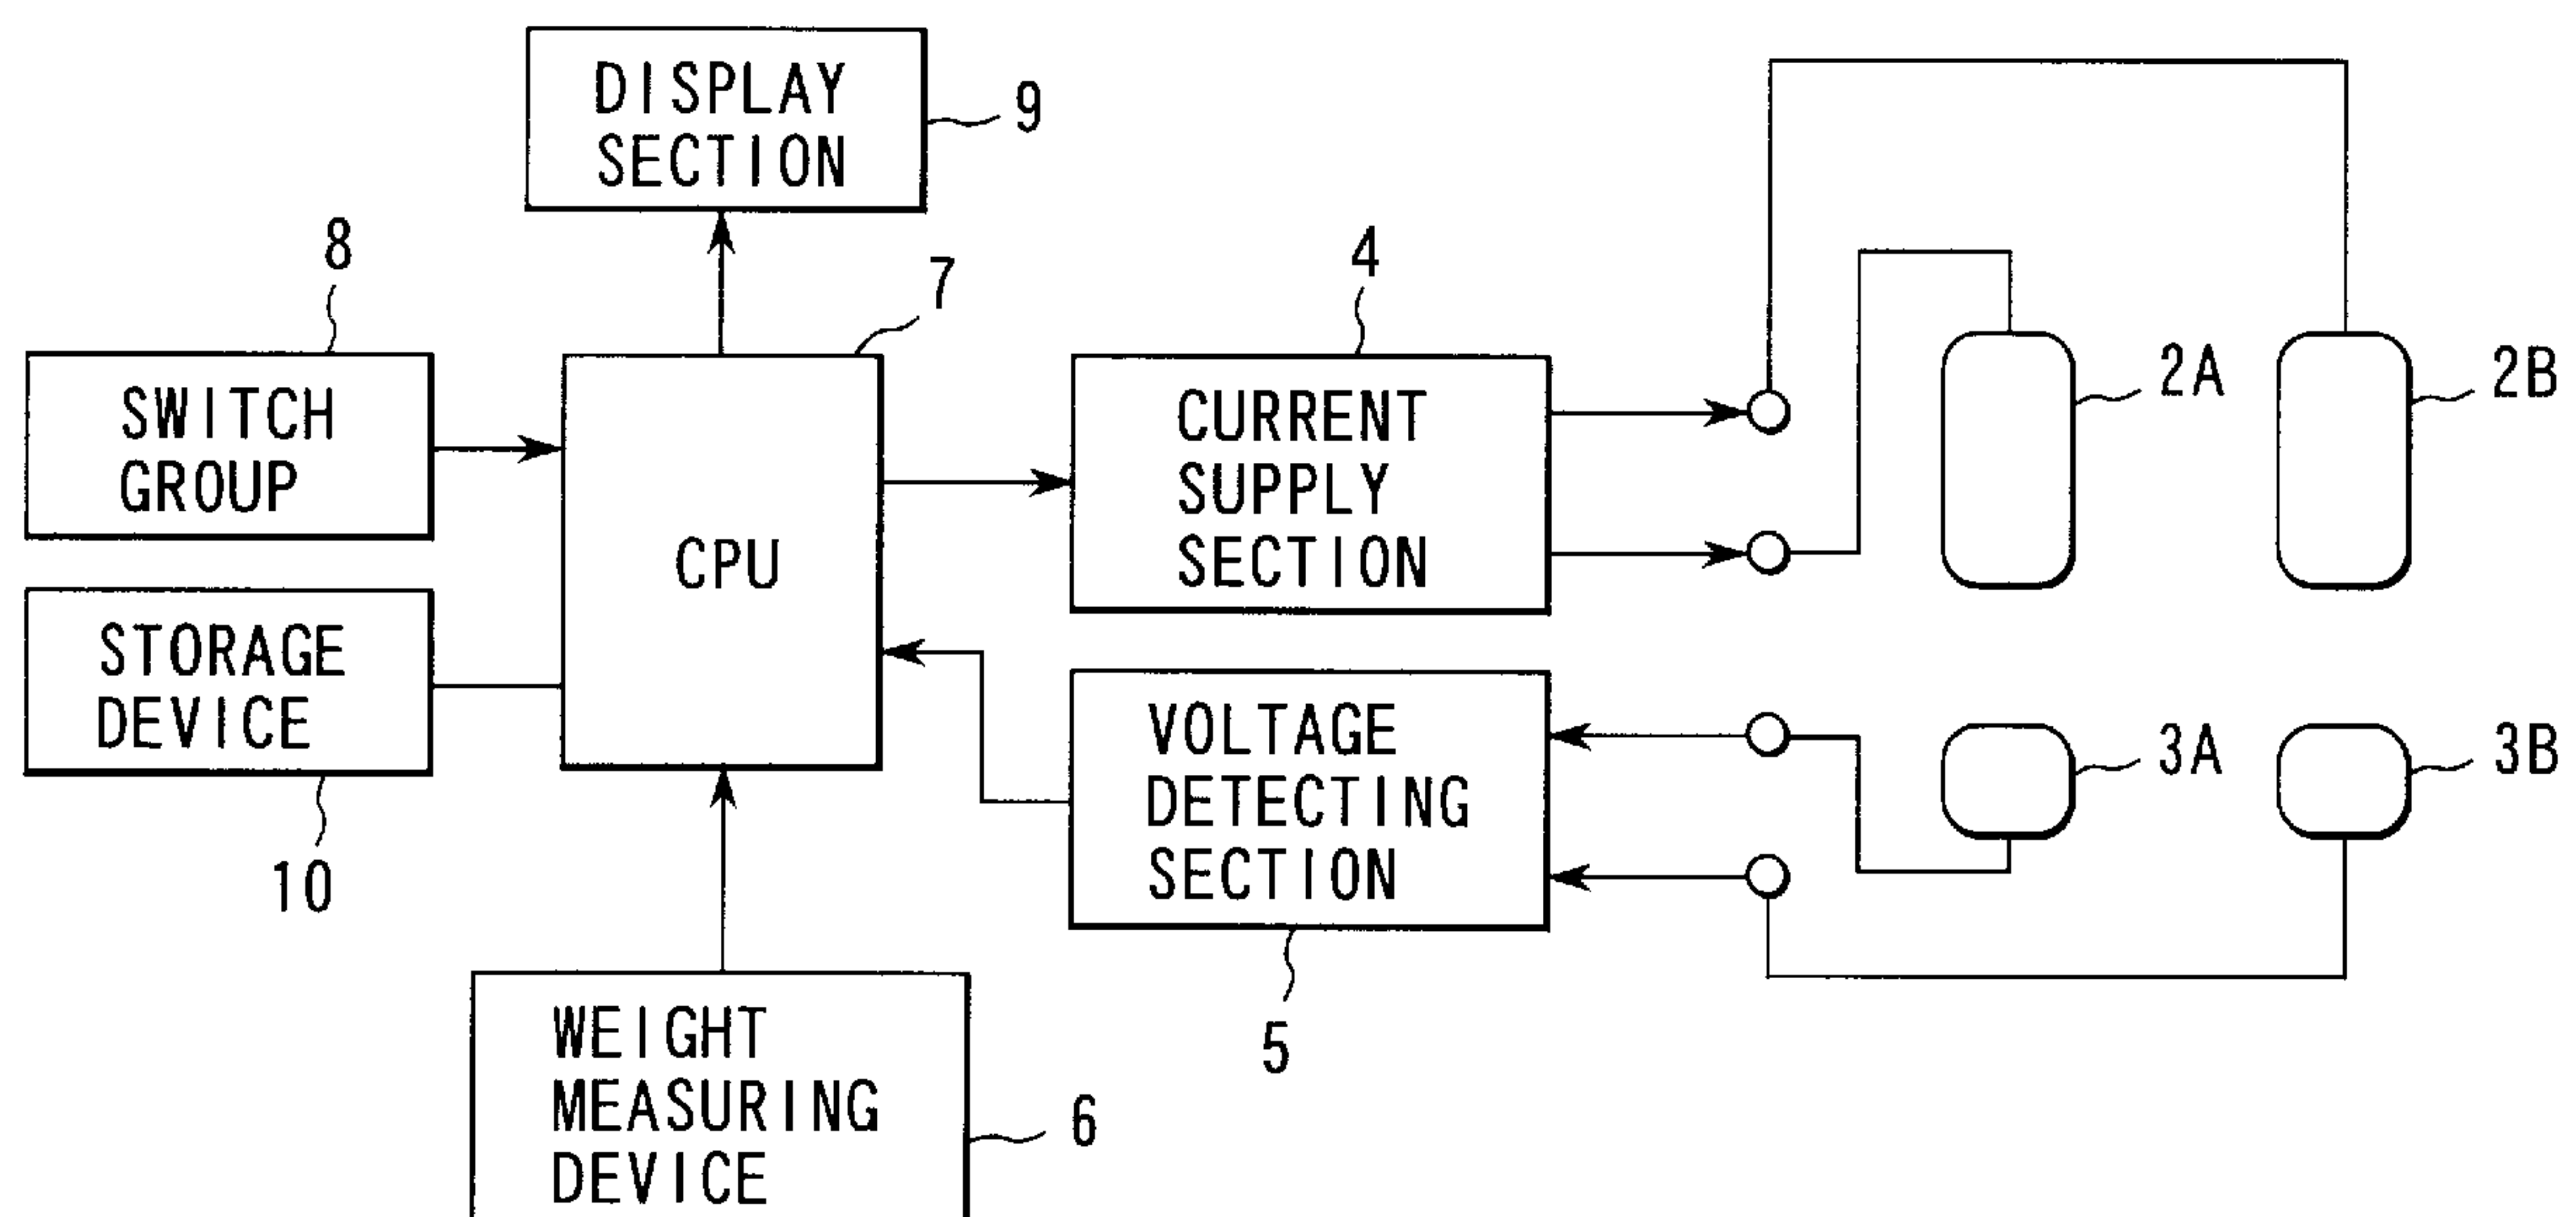 DISPLAY
SECTION
9
8
7
4
SWITCH
GROUP
CPU
CURRENT
SUPPLY
SECTION
2A
2B
STORAGE
DEVICE
10
VOLTAGE
DETECTING
SECTION
5
3A
3B
WEIGHT
MEASURING
DEVICE
6